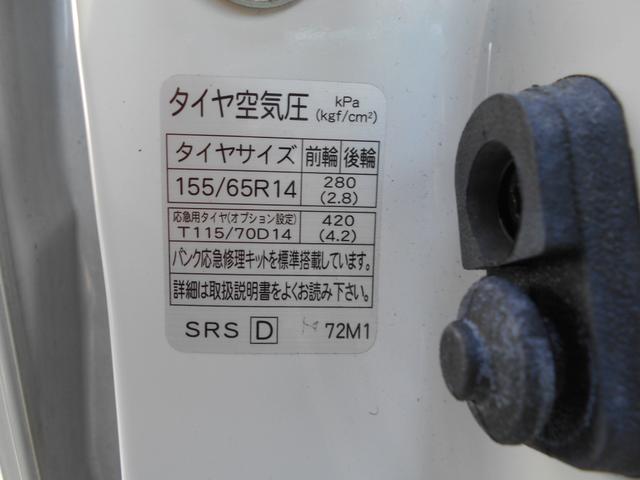 タイヤ空気圧 kPa (kgf/cm²)
タイヤサイズ 前輪 後輪
155/65R14 280 (2.8)
応急用タイヤ(オプション設定) 420
T115/70D14 (4.2)
パンク応急修理キットを標準搭載しています。
詳細は取扱説明書をよくお読み下さい。
SRS D 72M1